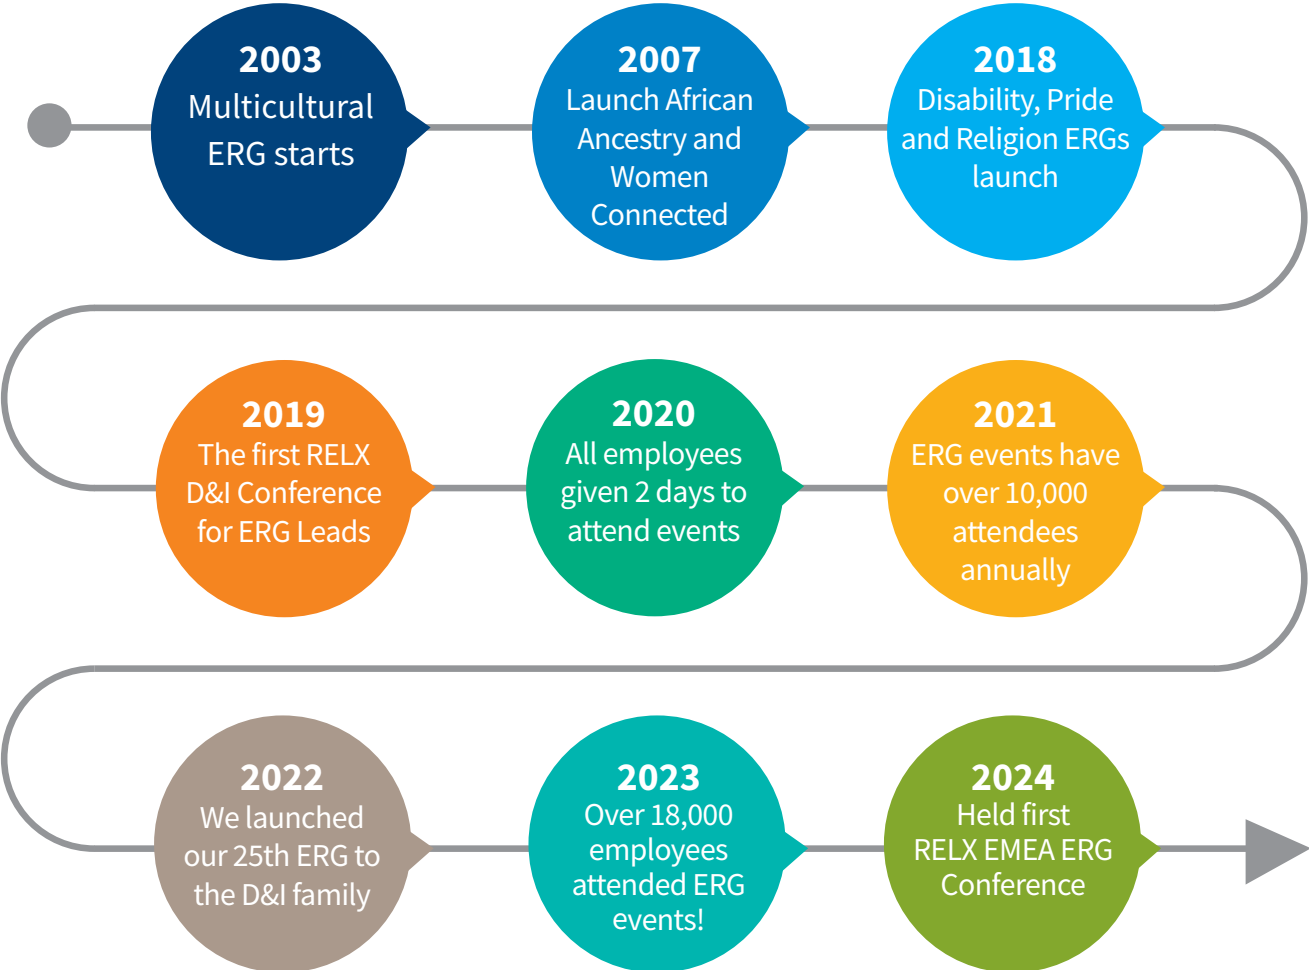 2003
Multicultural
ERG starts
2007
Launch African
Ancestry and
Women
Connected
2018
Disability, Pride
and Religion ERGs
launch
2019
The first RELX
D&I Conference
for ERG Leads
2020
All employees
given 2 days to
attend events
2021
ERG events have
over 10,000
attendees
annually
2022
We launched
our 25th ERG to
the D&I family
2023
Over 18,000
employees
attended ERG
events!
2024
Held first
RELX EMEA ERG
Conference